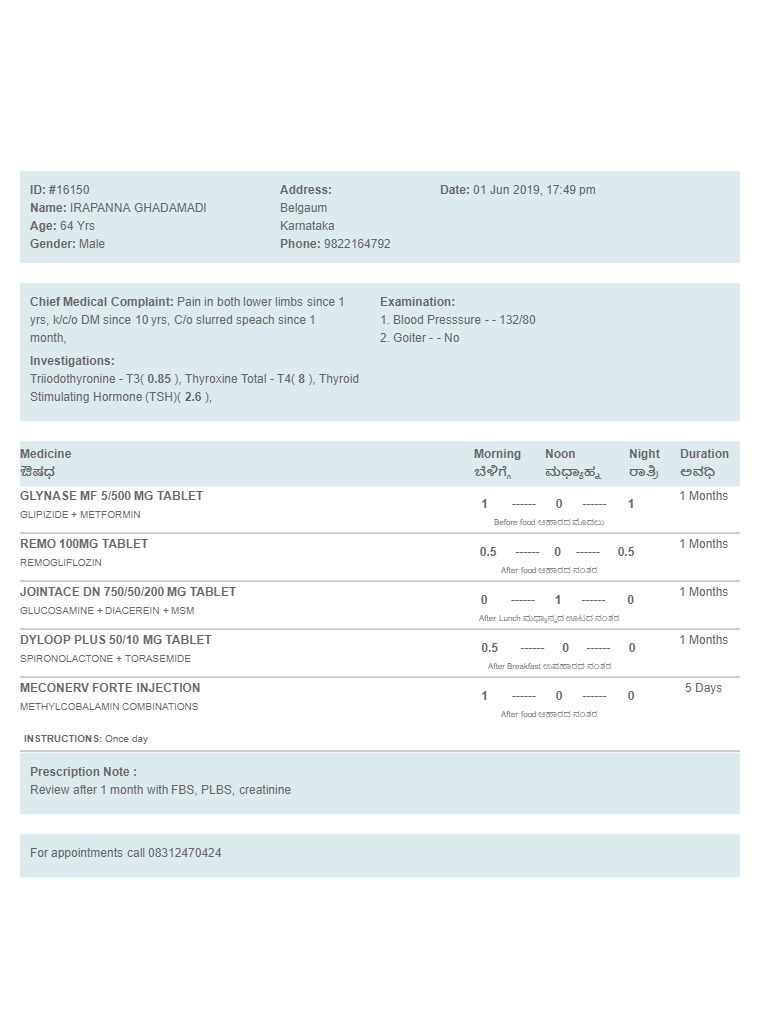 ID: #16150
Name: IRAPANNA GHADAMADI
Age: 64 Yrs
Gender: Male
Address:
Belgaum
Karnataka
Phone: 9822164792
Date: 01 Jun 2019, 17:49 pm
Chief Medical Complaint: Pain in both lower limbs since 1
yrs, k/c/o DM since 10 yrs, C/o slurred speach since 1
month,
Investigations:
Triiodothyronine - T3( 0.85 ), Thyroxine Total - T4( 8 ), Thyroid
Stimulating Hormone (TSH)( 2.6 ),
Examination:
1. Blood Presssure - - 132/80
2. Goiter - - No
Medicine Morning Noon Night Duration
ಔಷಧ ಬೆಳಿಗ್ಗೆ ಮಧ್ಯಾಹ್ನ ರಾತ್ರಿ ಅವಧಿ
GLYNASE MF 5/500 MG TABLET 1 Months
1 ------ 0 ------ 1
GLIPIZIDE + METFORMIN
Before food ಆಹಾರದ ಮೊದಲು
REMO 100MG TABLET 1 Months
0.5 ------ 0 ------ 0.5
REMOGLIFLOZIN
After food ಆಹಾರದ ನಂತರ
JOINTACE DN 750/50/200 MG TABLET 1 Months
0 ------ 1 ------ 0
GLUCOSAMINE + DIACEREIN + MSM
After Lunch ಮಧ್ಯಾನ್ಹದ ಊಟದ ನಂತರ
DYLOOP PLUS 50/10 MG TABLET 1 Months
0.5 ------ 0 ------ 0
SPIRONOLACTONE + TORASEMIDE
After Breakfast ಉಪಹಾರದ ನಂತರ
MECONERV FORTE INJECTION 5 Days
1 ------ 0 ------ 0
METHYLCOBALAMIN COMBINATIONS
After food ಆಹಾರದ ನಂತರ
INSTRUCTIONS: Once day
Prescription Note :
Review after 1 month with FBS, PLBS, creatinine
For appointments call 08312470424